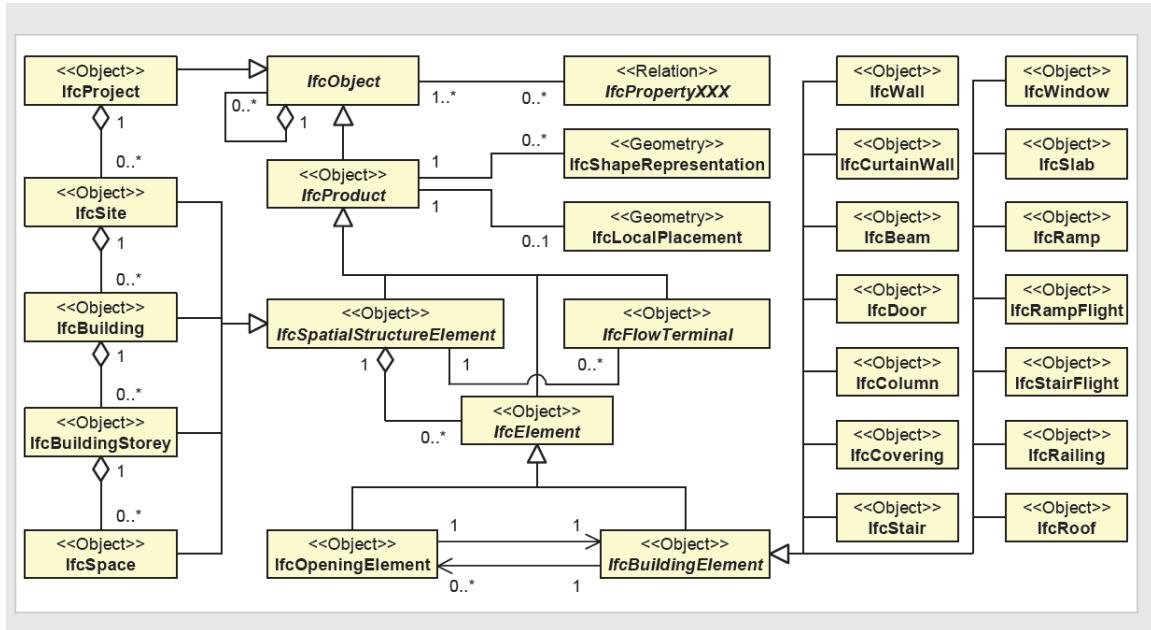 <<Object>>
IfcProject
1
0..*
<<Object>>
IfcSite
1
0..*
<<Object>>
IfcBuilding
1
0..*
<<Object>>
IfcBuildingStorey
1
0..*
<<Object>>
IfcSpace
IfcObject
0..*
1
1..*
0..*
<<Relation>>
IfcPropertyXXX
<<Object>>
IfcProduct
1
0..*
1
0..1
<<Geometry>>
IfcShapeRepresentation
<<Geometry>>
IfcLocalPlacement
<<Object>>
IfcSpatialStructureElement
1
1
0..*
0..*
<<Object>>
IfcFlowTerminal
<<Object>>
IfcElement
<<Object>>
IfcOpeningElement
1
1
0..*
1
<<Object>>
IfcBuildingElement
<<Object>>
IfcWall
<<Object>>
IfcCurtainWall
<<Object>>
IfcBeam
<<Object>>
IfcDoor
<<Object>>
IfcColumn
<<Object>>
IfcCovering
<<Object>>
IfcStair
<<Object>>
IfcWindow
<<Object>>
IfcSlab
<<Object>>
IfcRamp
<<Object>>
IfcRampFlight
<<Object>>
IfcStairFlight
<<Object>>
IfcRailing
<<Object>>
IfcRoof